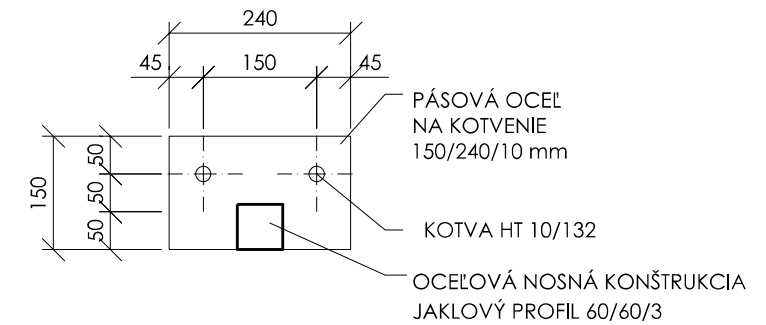 240
45
150
45
PÁSOVÁ OCEĽ
NA KOTVENIE
150/240/10 mm
150
50
50
50
KOTVA HT 10/132
OCEĽOVÁ NOSNÁ KONŠTRUKCIA
JAKLOVÝ PROFIL 60/60/3